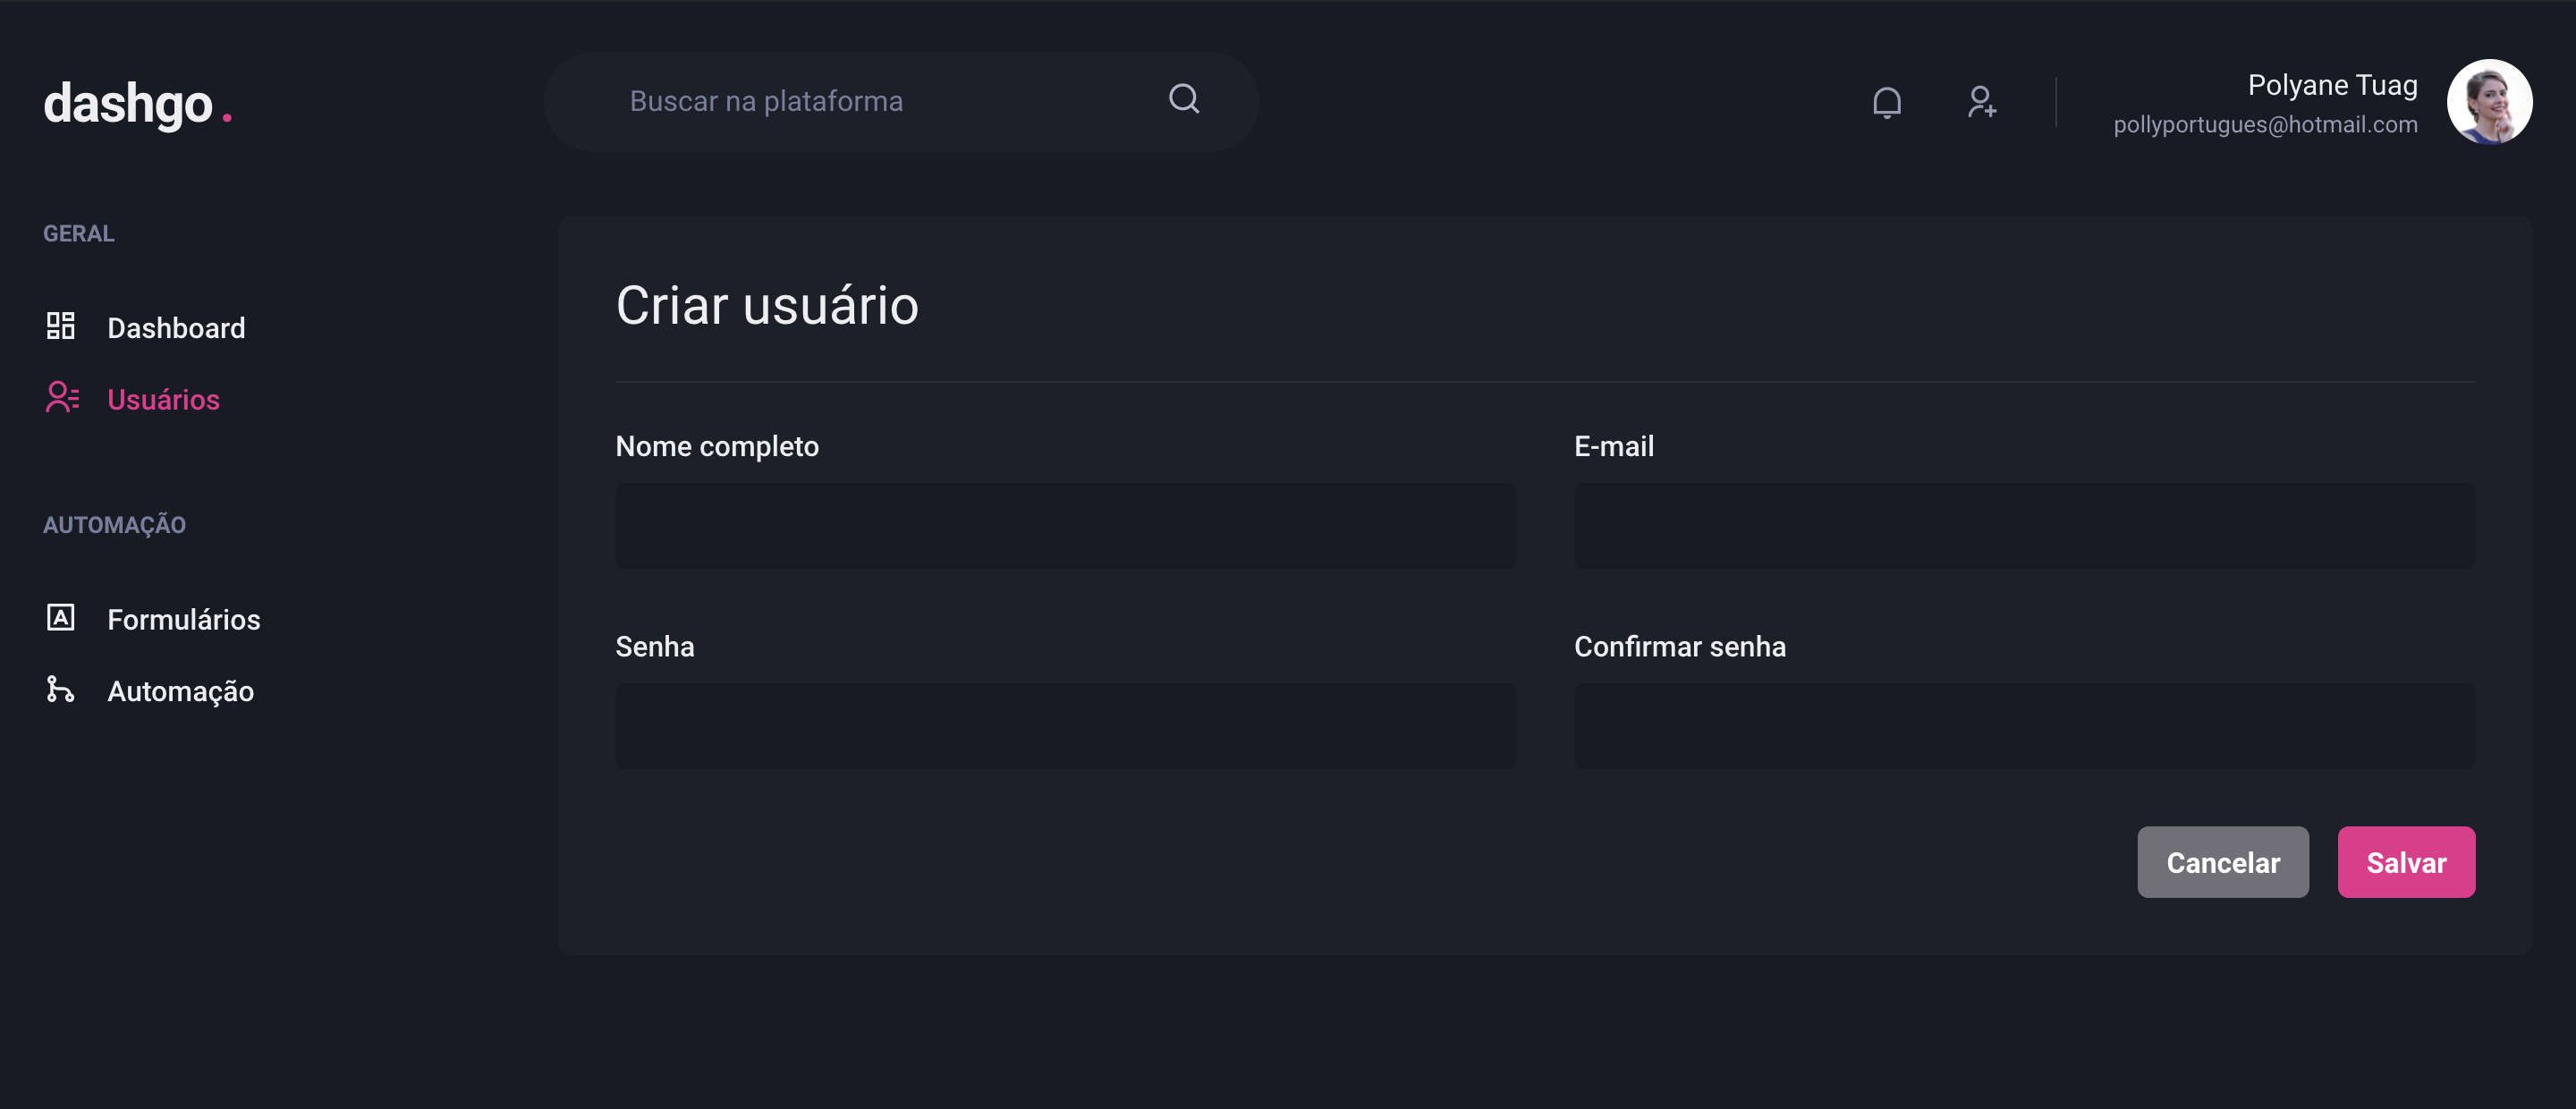 dashgo.
Buscar na plataforma
Polyane Tuag
pollyportugues@hotmail.com
GERAL
Dashboard
Usuários
AUTOMAÇÃO
Formulários
Automação
Criar usuário
Nome completo
E-mail
Senha
Confirmar senha
Cancelar
Salvar